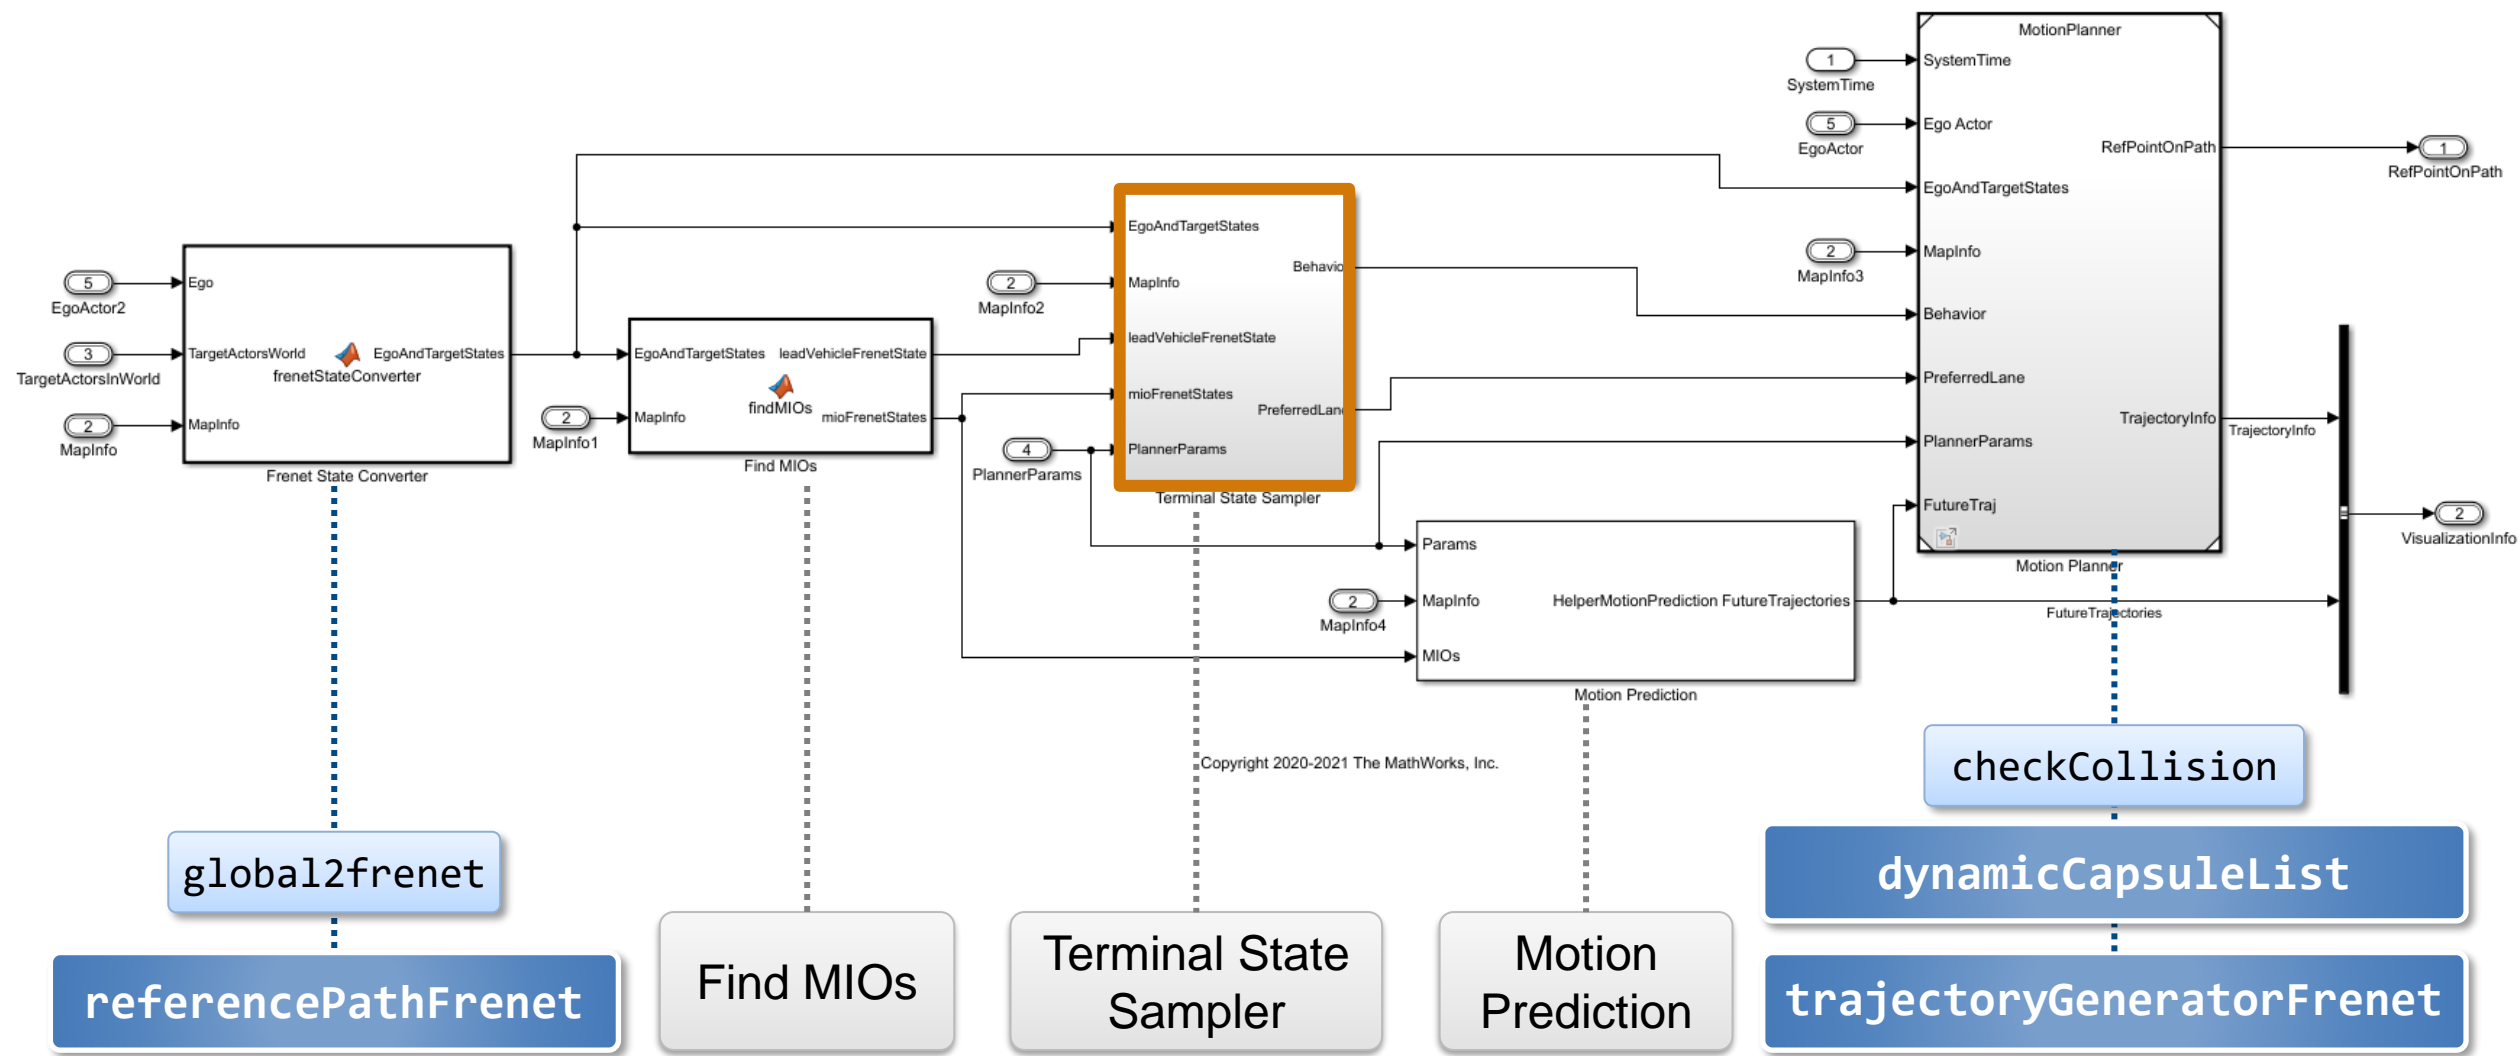 MotionPlanner
1
SystemTime
SystemTime
5
EgoActor
Ego Actor
EgoAndTargetStates
2
MapInfo3
MapInfo
Behavior
PreferredLane
PlannerParams
FutureTraj
RefPointOnPath
TrajectoryInfo
Motion Planner
1
RefPointOnPath
TrajectoryInfo
2
VisualizationInfo
FutureTrajectories
5
EgoActor2
3
TargetActorsInWorld
2
MapInfo
Ego
TargetActorsWorld
MapInfo
frenetStateConverter
EgoAndTargetStates
Frenet State Converter
2
MapInfo1
EgoAndTargetStates
MapInfo
findMIOs
leadVehicleFrenetState
mioFrenetStates
Find MIOs
2
MapInfo2
4
PlannerParams
EgoAndTargetStates
MapInfo
leadVehicleFrenetState
mioFrenetStates
PlannerParams
Behavio
PreferredLan
Terminal State Sampler
2
MapInfo4
Params
MapInfo
MIOs
HelperMotionPrediction FutureTrajectories
Motion Prediction
Copyright 2020-2021 The MathWorks, Inc.
global2frenet
referencePathFrenet
Find MIOs
Terminal State
Sampler
Motion
Prediction
checkCollision
dynamicCapsuleList
trajectoryGeneratorFrenet